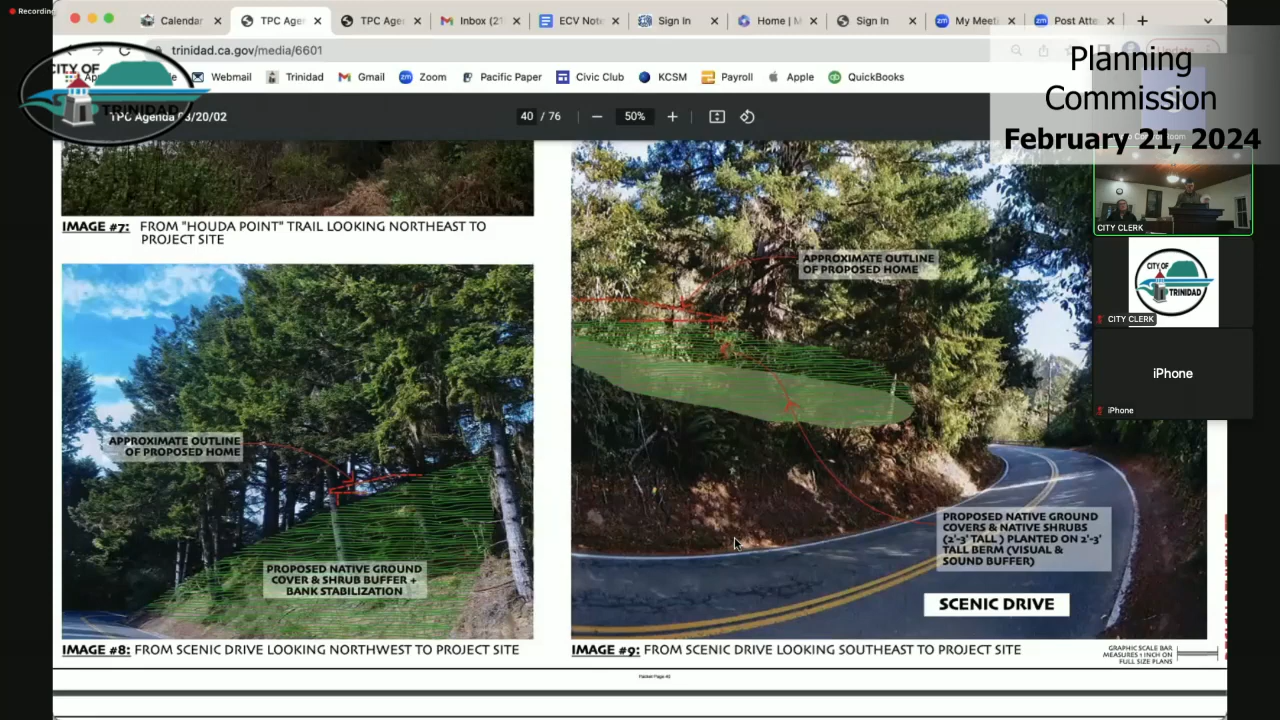 Recording
Calendar
TPC Agen
TPC Age
Inbox (21
ECV Note
Sign In
Home | M
Sign In
My Meeti
Post Atte
trinidad.ca.gov/media/6601
Webmail
Trinidad
Gmail
Zoom
Pacific Paper
Civic Club
KCSM
Payroll
Apple
QuickBooks
CITY OF
TRINIDAD
TPC Agenda
20/02
40 / 76
50%
Planning
Commission
February 21, 2024
CITY CLERK
CITY OF
TRINIDAD
CITY CLERK
iPhone
iPhone
IMAGE #7: FROM "HOUDA POINT" TRAIL LOOKING NORTHEAST TO
PROJECT SITE
APPROXIMATE OUTLINE
OF PROPOSED HOME
PROPOSED NATIVE GROUND
COVER & SHRUB BUFFER +
BANK STABILIZATION
IMAGE #8: FROM SCENIC DRIVE LOOKING NORTHWEST TO PROJECT SITE
APPROXIMATE OUTLINE
OF PROPOSED HOME
PROPOSED NATIVE GROUND
COVERS & NATIVE SHRUBS
(2'-3' TALL ) PLANTED ON 2'-3'
TALL BERM (VISUAL &
SOUND BUFFER)
SCENIC DRIVE
IMAGE #9: FROM SCENIC DRIVE LOOKING SOUTHEAST TO PROJECT SITE
GRAPHIC SCALE BAR
MEASURES 1 INCH ON
FULL SIZE PLANS